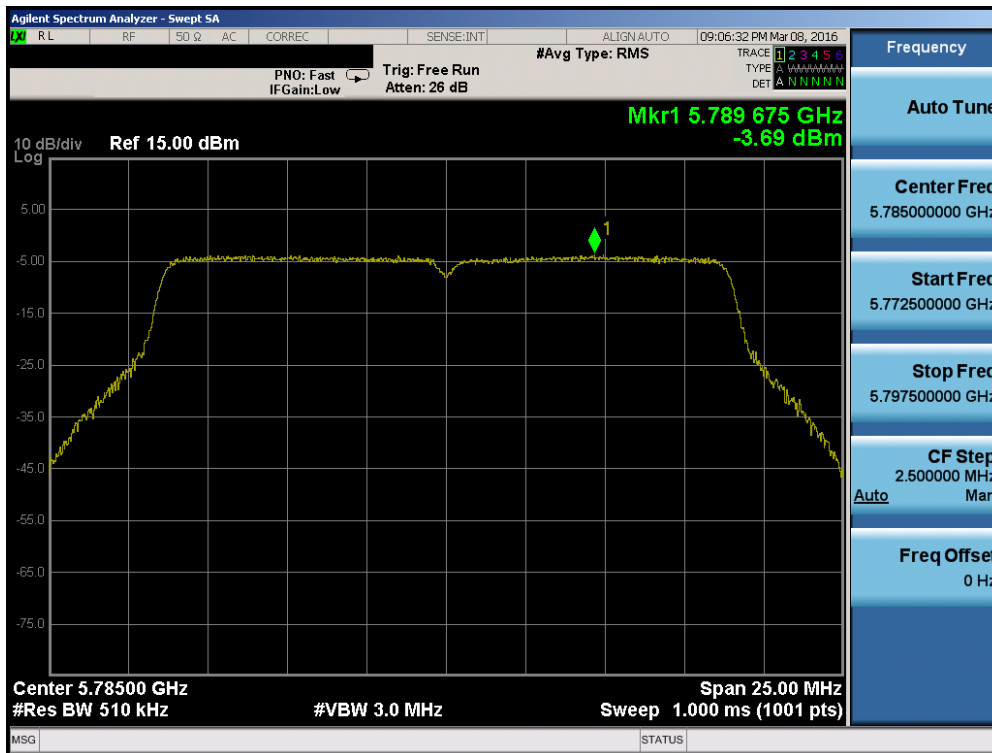 Agilent Spectrum Analyzer - Swept SA
LXI RL RF 50 Ω AC CORREC SENSE:INT ALIGN AUTO 09:06:32 PM Mar 08, 2016
#Avg Type: RMS
TRACE 1 2 3 4 5 6
TYPE A WWWWW
DET A N N N N N
PNO: Fast
IFGain:Low
Trig: Free Run
Atten: 26 dB
Mkr1 5.789 675 GHz
-3.69 dBm
10 dB/div
Log
Ref 15.00 dBm
1
5.00
-5.00
-15.0
-25.0
-35.0
-45.0
-55.0
-65.0
-75.0
Center 5.78500 GHz
Span 25.00 MHz
#Res BW 510 kHz
#VBW 3.0 MHz
Sweep 1.000 ms (1001 pts)
MSG
STATUS
Frequency
Auto Tune
Center Freq
5.785000000 GHz
Start Freq
5.772500000 GHz
Stop Freq
5.797500000 GHz
CF Step
2.500000 MHz
Auto Man
Freq Offset
0 Hz